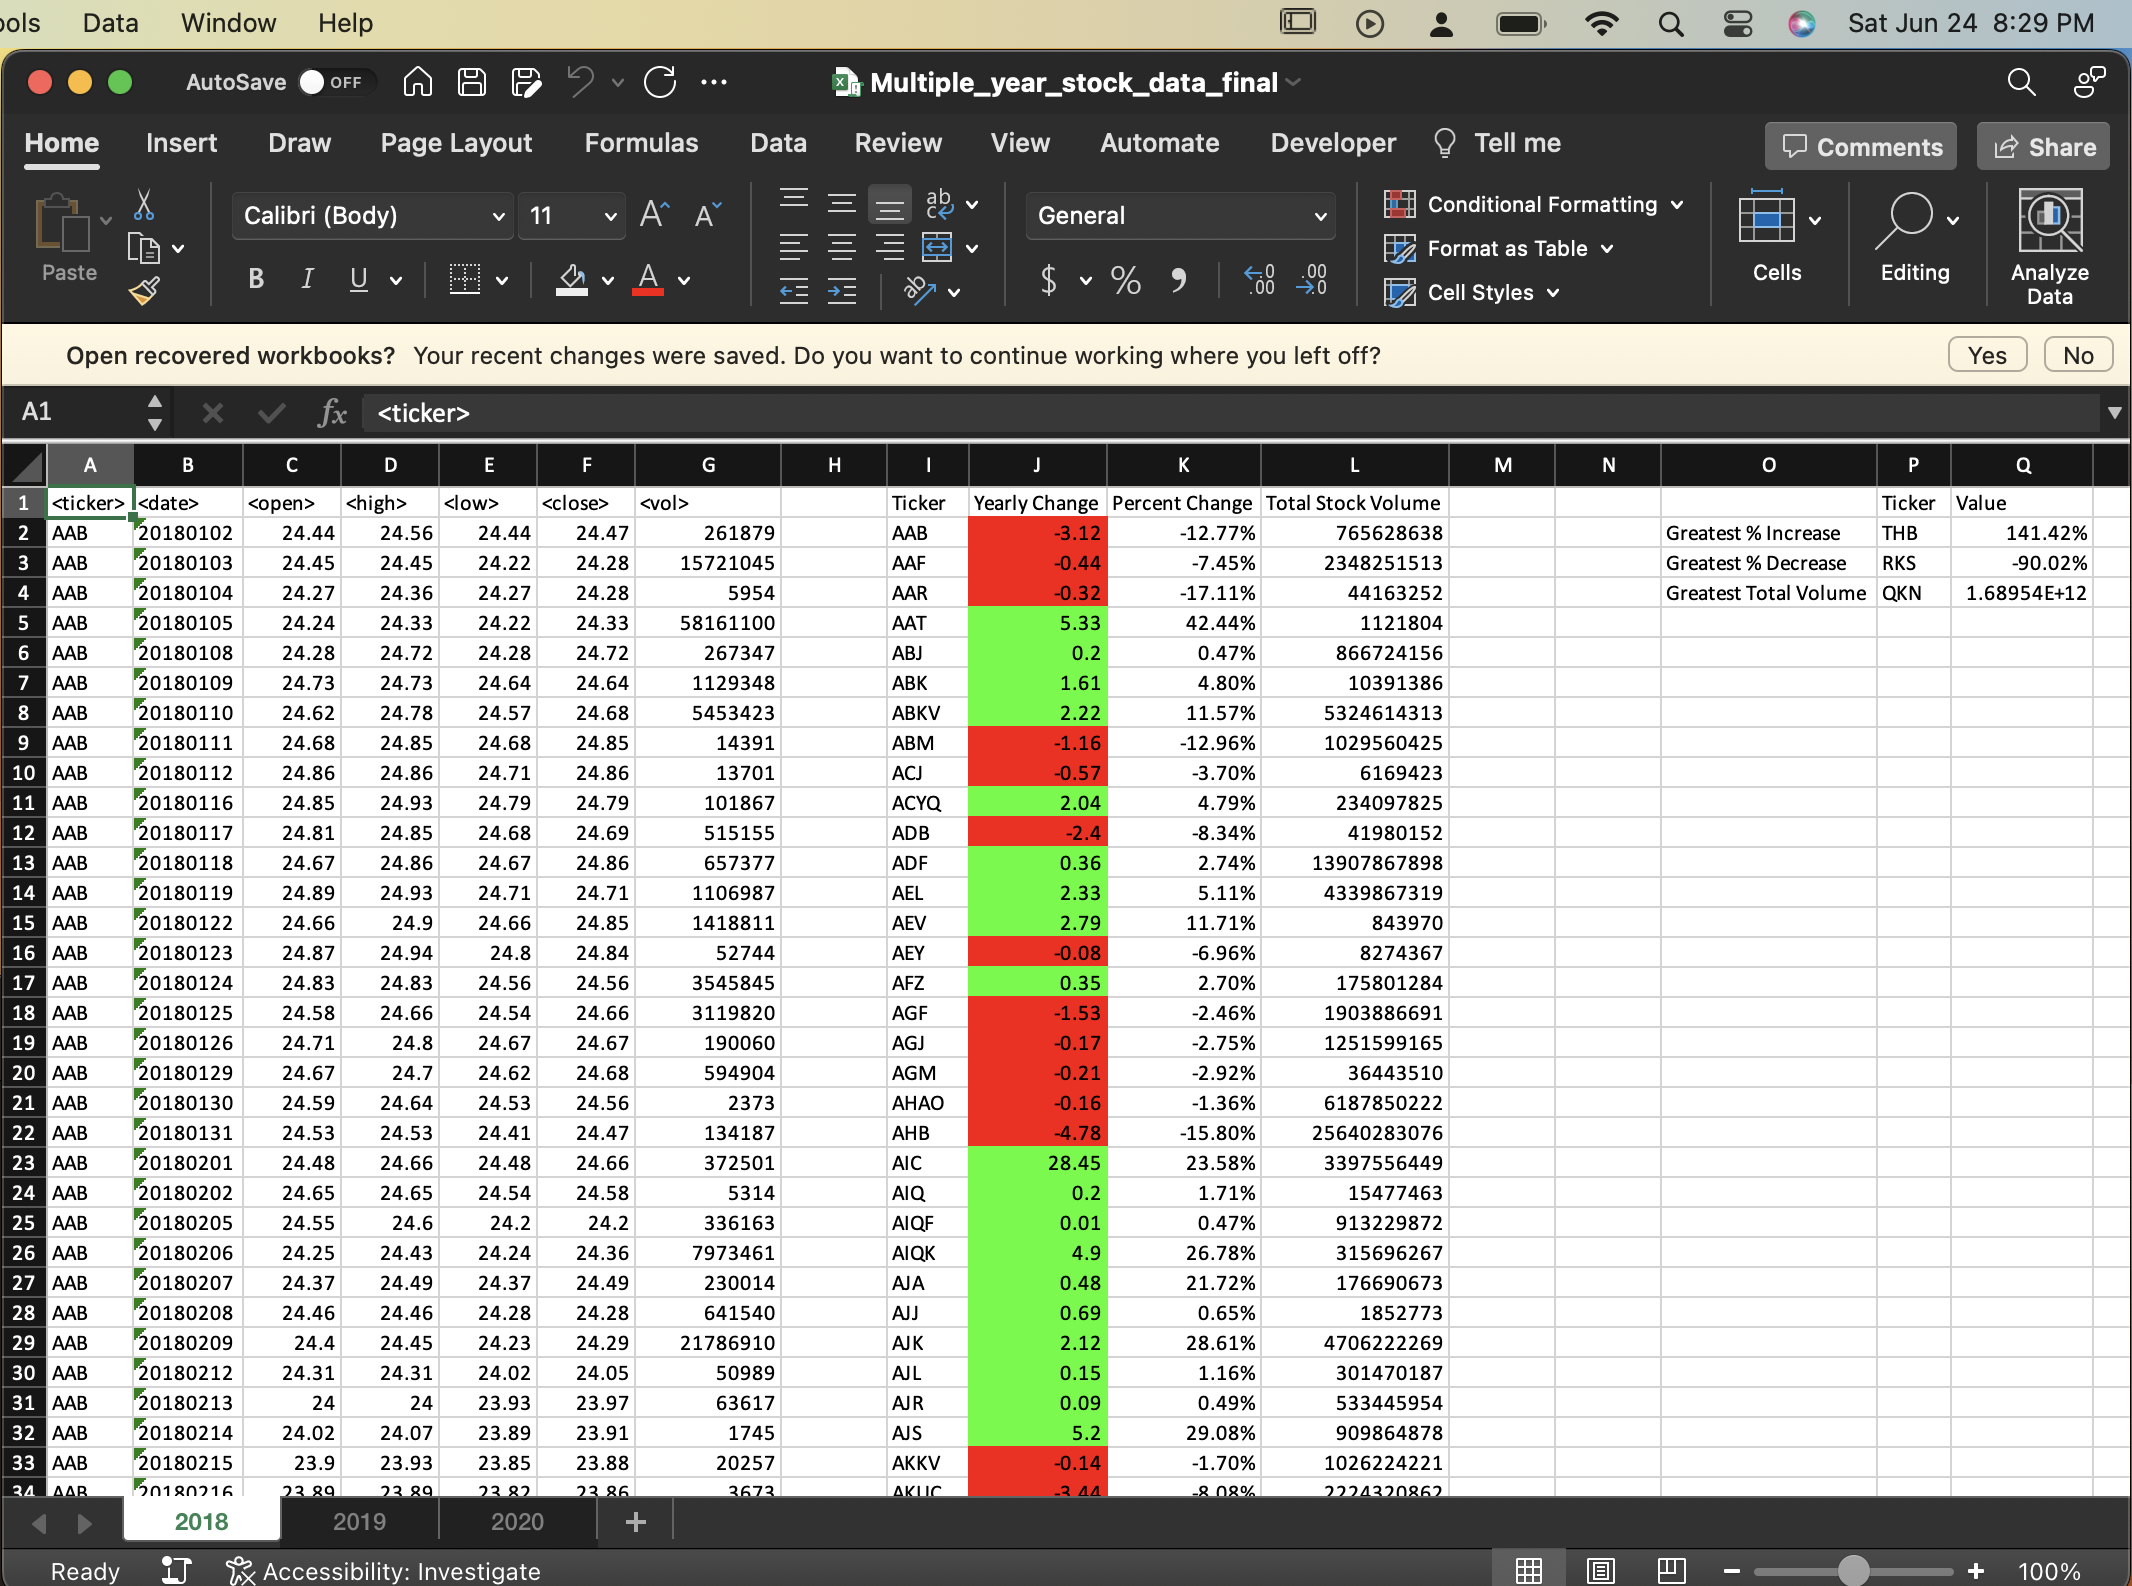 ols Data Window Help Sat Jun 24 8:29 PM
AutoSave OFF Multiple_year_stock_data_final
Home Insert Draw Page Layout Formulas Data Review View Automate Developer Tell me Comments Share
Paste Calibri (Body) 11 General Conditional Formatting Format as Table Cell Styles Cells Editing Analyze Data
Open recovered workbooks? Your recent changes were saved. Do you want to continue working where you left off? Yes No
A1 fx <ticker>
A B C D E F G H I J K L M N O P Q
1 <ticker> <date> <open> <high> <low> <close> <vol> Ticker Yearly Change Percent Change Total Stock Volume Ticker Value
2 AAB 20180102 24.44 24.56 24.44 24.47 261879 AAB -3.12 -12.77% 765628638 Greatest % Increase THB 141.42%
3 AAB 20180103 24.45 24.45 24.22 24.28 15721045 AAF -0.44 -7.45% 2348251513 Greatest % Decrease RKS -90.02%
4 AAB 20180104 24.27 24.36 24.27 24.28 5954 AAR -0.32 -17.11% 44163252 Greatest Total Volume QKN 1.68954E+12
5 AAB 20180105 24.24 24.33 24.22 24.33 58161100 AAT 5.33 42.44% 1121804
6 AAB 20180108 24.28 24.72 24.28 24.72 267347 ABJ 0.2 0.47% 866724156
7 AAB 20180109 24.73 24.73 24.64 24.64 1129348 ABK 1.61 4.80% 10391386
8 AAB 20180110 24.62 24.78 24.57 24.68 5453423 ABKV 2.22 11.57% 5324614313
9 AAB 20180111 24.68 24.85 24.68 24.85 14391 ABM -1.16 -12.96% 1029560425
10 AAB 20180112 24.86 24.86 24.71 24.86 13701 ACJ -0.57 -3.70% 6169423
11 AAB 20180116 24.85 24.93 24.79 24.79 101867 ACYQ 2.04 4.79% 234097825
12 AAB 20180117 24.81 24.85 24.68 24.69 515155 ADB -2.4 -8.34% 41980152
13 AAB 20180118 24.67 24.86 24.67 24.86 657377 ADF 0.36 2.74% 13907867898
14 AAB 20180119 24.89 24.93 24.71 24.71 1106987 AEL 2.33 5.11% 4339867319
15 AAB 20180122 24.66 24.9 24.66 24.85 1418811 AEV 2.79 11.71% 843970
16 AAB 20180123 24.87 24.94 24.8 24.84 52744 AEY -0.08 -6.96% 8274367
17 AAB 20180124 24.83 24.83 24.56 24.56 3545845 AFZ 0.35 2.70% 175801284
18 AAB 20180125 24.58 24.66 24.54 24.66 3119820 AGF -1.53 -2.46% 1903886691
19 AAB 20180126 24.71 24.8 24.67 24.67 190060 AGJ -0.17 -2.75% 1251599165
20 AAB 20180129 24.67 24.7 24.62 24.68 594904 AGM -0.21 -2.92% 36443510
21 AAB 20180130 24.59 24.64 24.53 24.56 2373 AHAO -0.16 -1.36% 6187850222
22 AAB 20180131 24.53 24.53 24.41 24.47 134187 AHB -4.78 -15.80% 25640283076
23 AAB 20180201 24.48 24.66 24.48 24.66 372501 AIC 28.45 23.58% 3397556449
24 AAB 20180202 24.65 24.65 24.54 24.58 5314 AIQ 0.2 1.71% 15477463
25 AAB 20180205 24.55 24.6 24.2 24.2 336163 AIQF 0.01 0.47% 913229872
26 AAB 20180206 24.25 24.43 24.24 24.36 7973461 AIQK 4.9 26.78% 315696267
27 AAB 20180207 24.37 24.49 24.37 24.49 230014 AJA 0.48 21.72% 176690673
28 AAB 20180208 24.46 24.46 24.28 24.28 641540 AJJ 0.69 0.65% 1852773
29 AAB 20180209 24.4 24.45 24.23 24.29 21786910 AJK 2.12 28.61% 4706222269
30 AAB 20180212 24.31 24.31 24.02 24.05 50989 AJL 0.15 1.16% 301470187
31 AAB 20180213 24 24 23.93 23.97 63617 AJR 0.09 0.49% 533445954
32 AAB 20180214 24.02 24.07 23.89 23.91 1745 AJS 5.2 29.08% 909864878
33 AAB 20180215 23.9 23.93 23.85 23.88 20257 AKKV -0.14 -1.70% 1026224221
34 AAB 20180216 23.89 23.89 23.82 23.86 3673 AKUC -3.44 -8.08% 2224320862
2018 2019 2020 +
Ready Accessibility: Investigate 100%